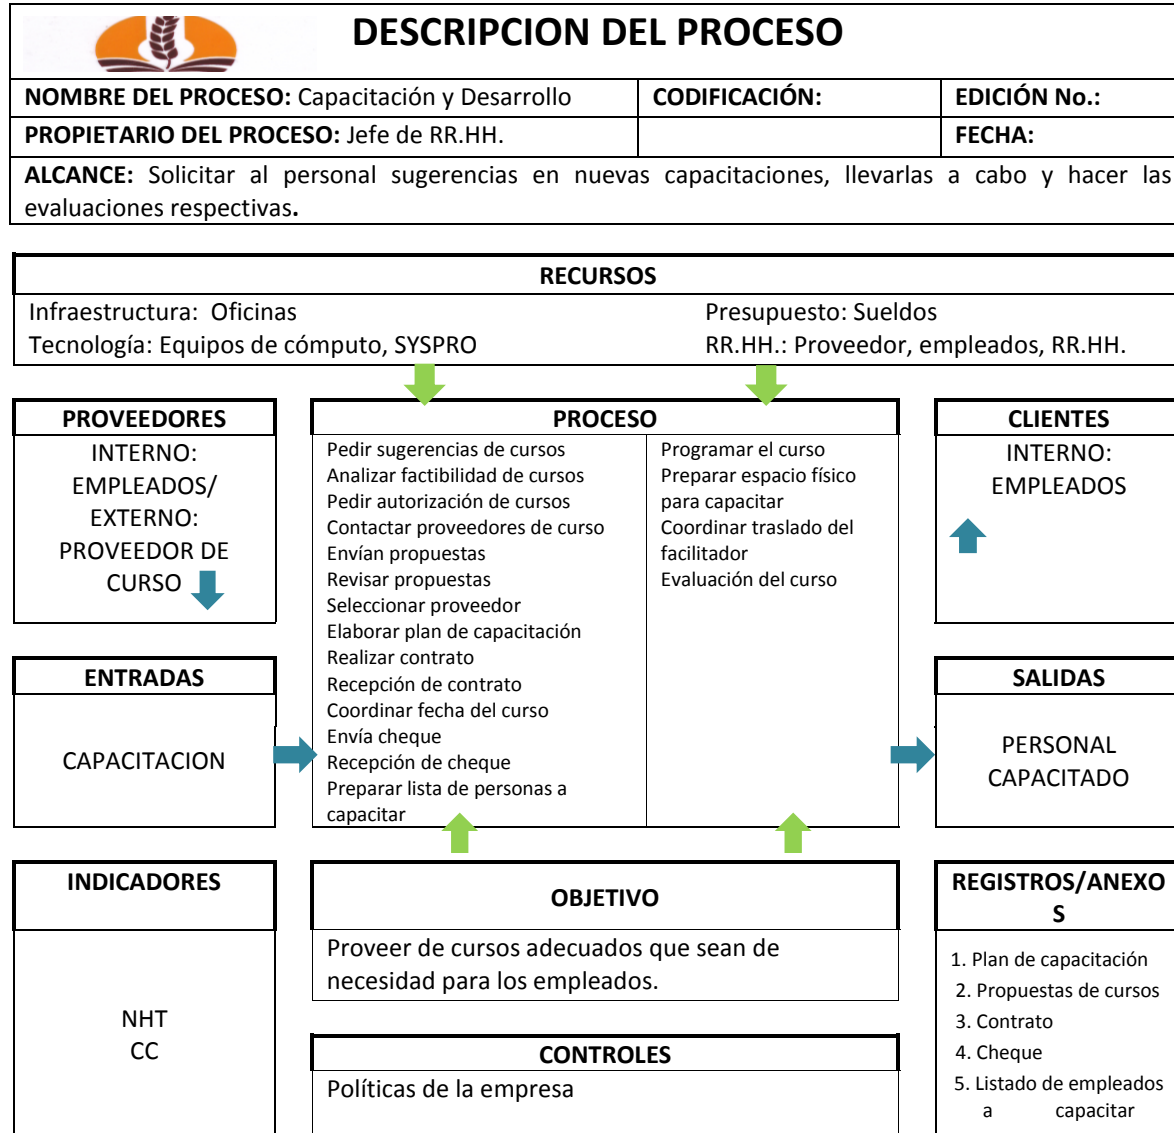 DESCRIPCION DEL PROCESO
NOMBRE DEL PROCESO: Capacitación y Desarrollo
CODIFICACIÓN:
EDICIÓN No.:
PROPIETARIO DEL PROCESO: Jefe de RR.HH.
FECHA:
ALCANCE: Solicitar al personal sugerencias en nuevas capacitaciones, llevarlas a cabo y hacer las
evaluaciones respectivas.
RECURSOS
Infraestructura: Oficinas
Presupuesto: Sueldos
Tecnología: Equipos de cómputo, SYSPRO
RR.HH.: Proveedor, empleados, RR.HH.
PROVEEDORES
INTERNO:
EMPLEADOS/
EXTERNO:
PROVEEDOR DE
CURSO
PROCESO
Pedir sugerencias de cursos
Analizar factibilidad de cursos
Pedir autorización de cursos
Contactar proveedores de curso
Envían propuestas
Revisar propuestas
Seleccionar proveedor
Elaborar plan de capacitación
Realizar contrato
Recepción de contrato
Coordinar fecha del curso
Envía cheque
Recepción de cheque
Preparar lista de personas a
capacitar
Programar el curso
Preparar espacio físico
para capacitar
Coordinar traslado del
facilitador
Evaluación del curso
CLIENTES
INTERNO:
EMPLEADOS
ENTRADAS
CAPACITACION
SALIDAS
PERSONAL
CAPACITADO
INDICADORES
NHT
CC
OBJETIVO
Proveer de cursos adecuados que sean de
necesidad para los empleados.
CONTROLES
Políticas de la empresa
REGISTROS/ANEXO
S
1. Plan de capacitación
2. Propuestas de cursos
3. Contrato
4. Cheque
5. Listado de empleados
a capacitar